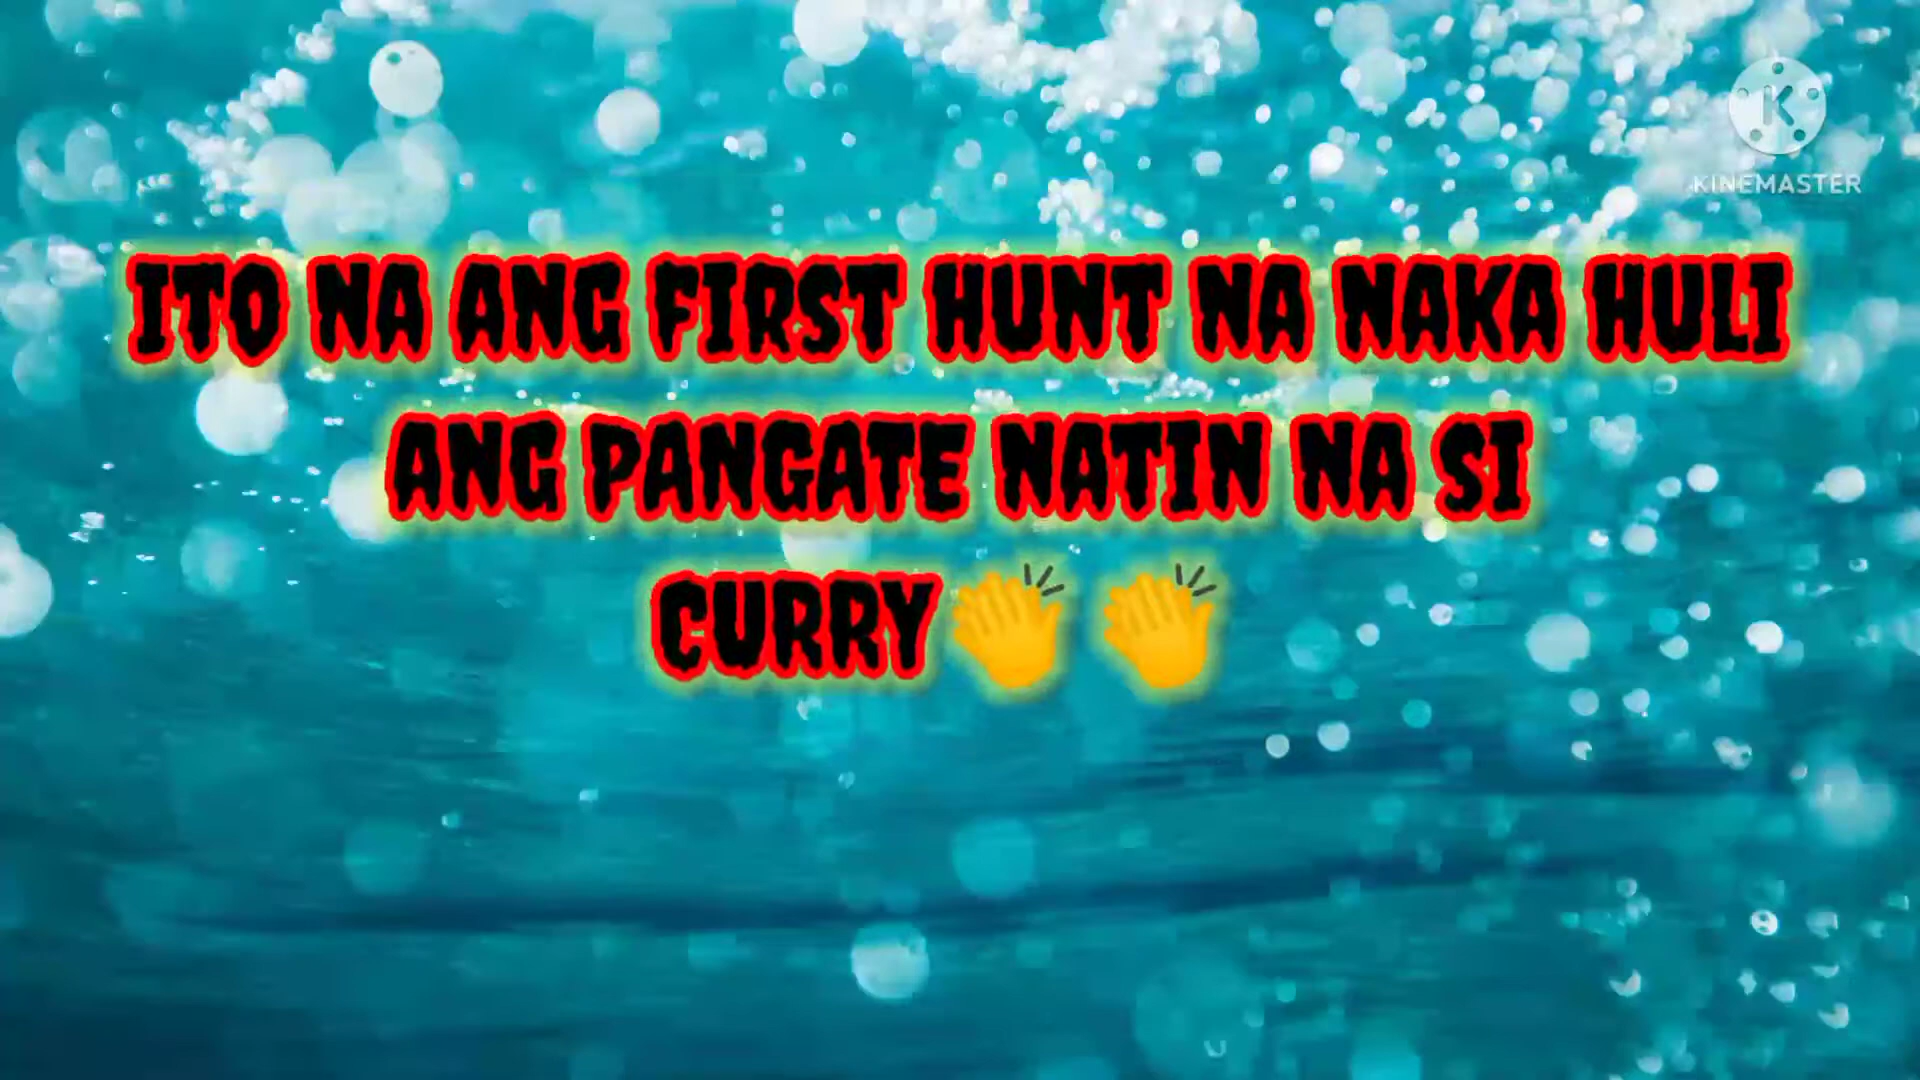 KINEMASTER
ITO NA ANG FIRST HUNT NA NAKA HULI
ANG PANGATE NATIN NA SI
CURRY👏 👏